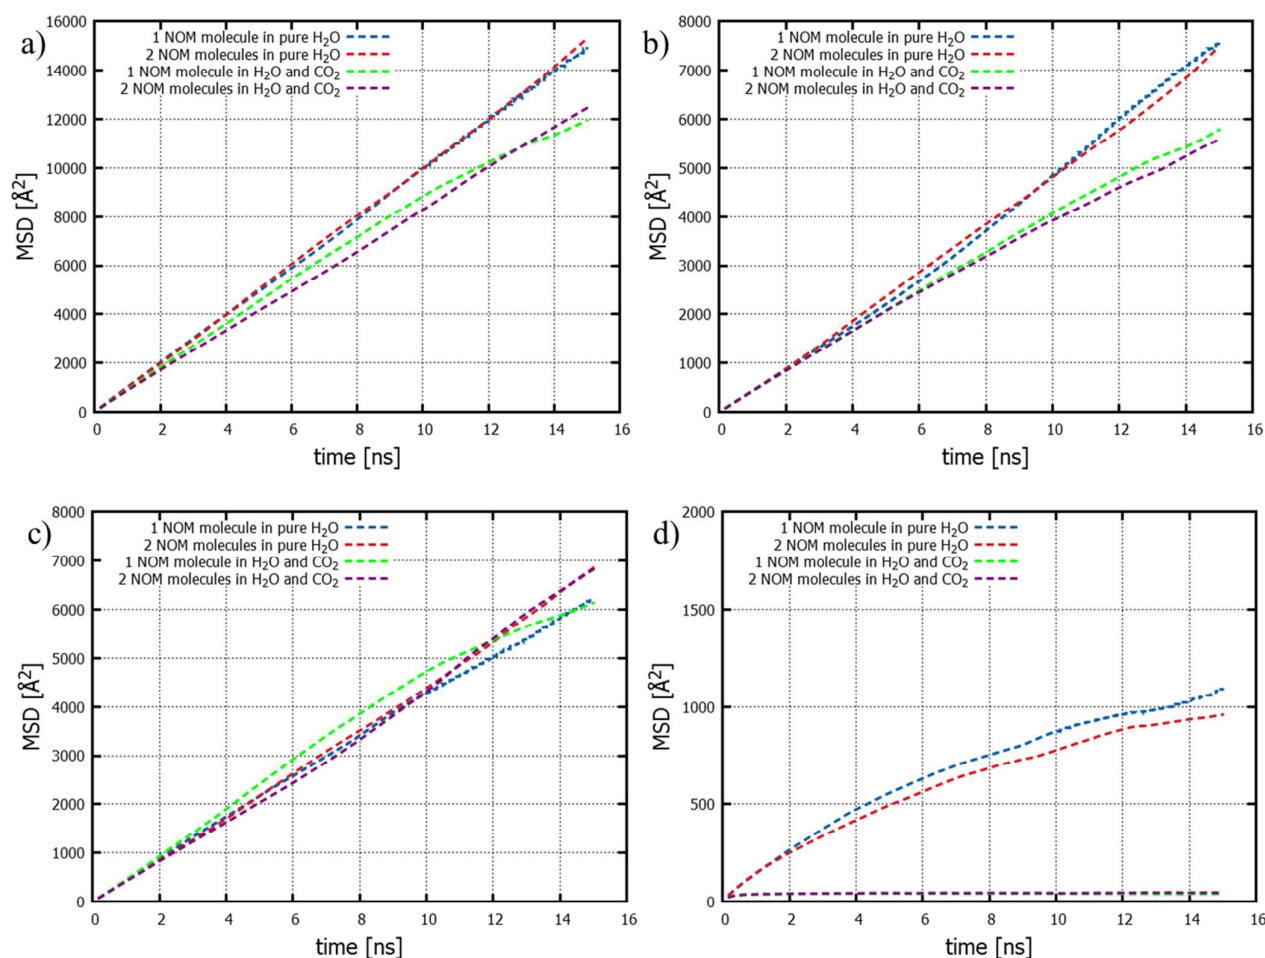 a)
16000
14000
12000
10000
8000
6000
4000
2000
0
MSD [Å²]
1 NOM molecule in pure H₂O
2 NOM molecules in pure H₂O
1 NOM molecule in H₂O and CO₂
2 NOM molecules in H₂O and CO₂
0 2 4 6 8 10 12 14 16
time [ns]
b)
8000
7000
6000
5000
4000
3000
2000
1000
0
MSD [Å²]
1 NOM molecule in pure H₂O
2 NOM molecules in pure H₂O
1 NOM molecule in H₂O and CO₂
2 NOM molecules in H₂O and CO₂
0 2 4 6 8 10 12 14 16
time [ns]
c)
8000
7000
6000
5000
4000
3000
2000
1000
0
MSD [Å²]
1 NOM molecule in pure H₂O
2 NOM molecules in pure H₂O
1 NOM molecule in H₂O and CO₂
2 NOM molecules in H₂O and CO₂
0 2 4 6 8 10 12 14 16
time [ns]
d)
2000
1500
1000
500
0
MSD [Å²]
1 NOM molecule in pure H₂O
2 NOM molecules in pure H₂O
1 NOM molecule in H₂O and CO₂
2 NOM molecules in H₂O and CO₂
0 2 4 6 8 10 12 14 16
time [ns]